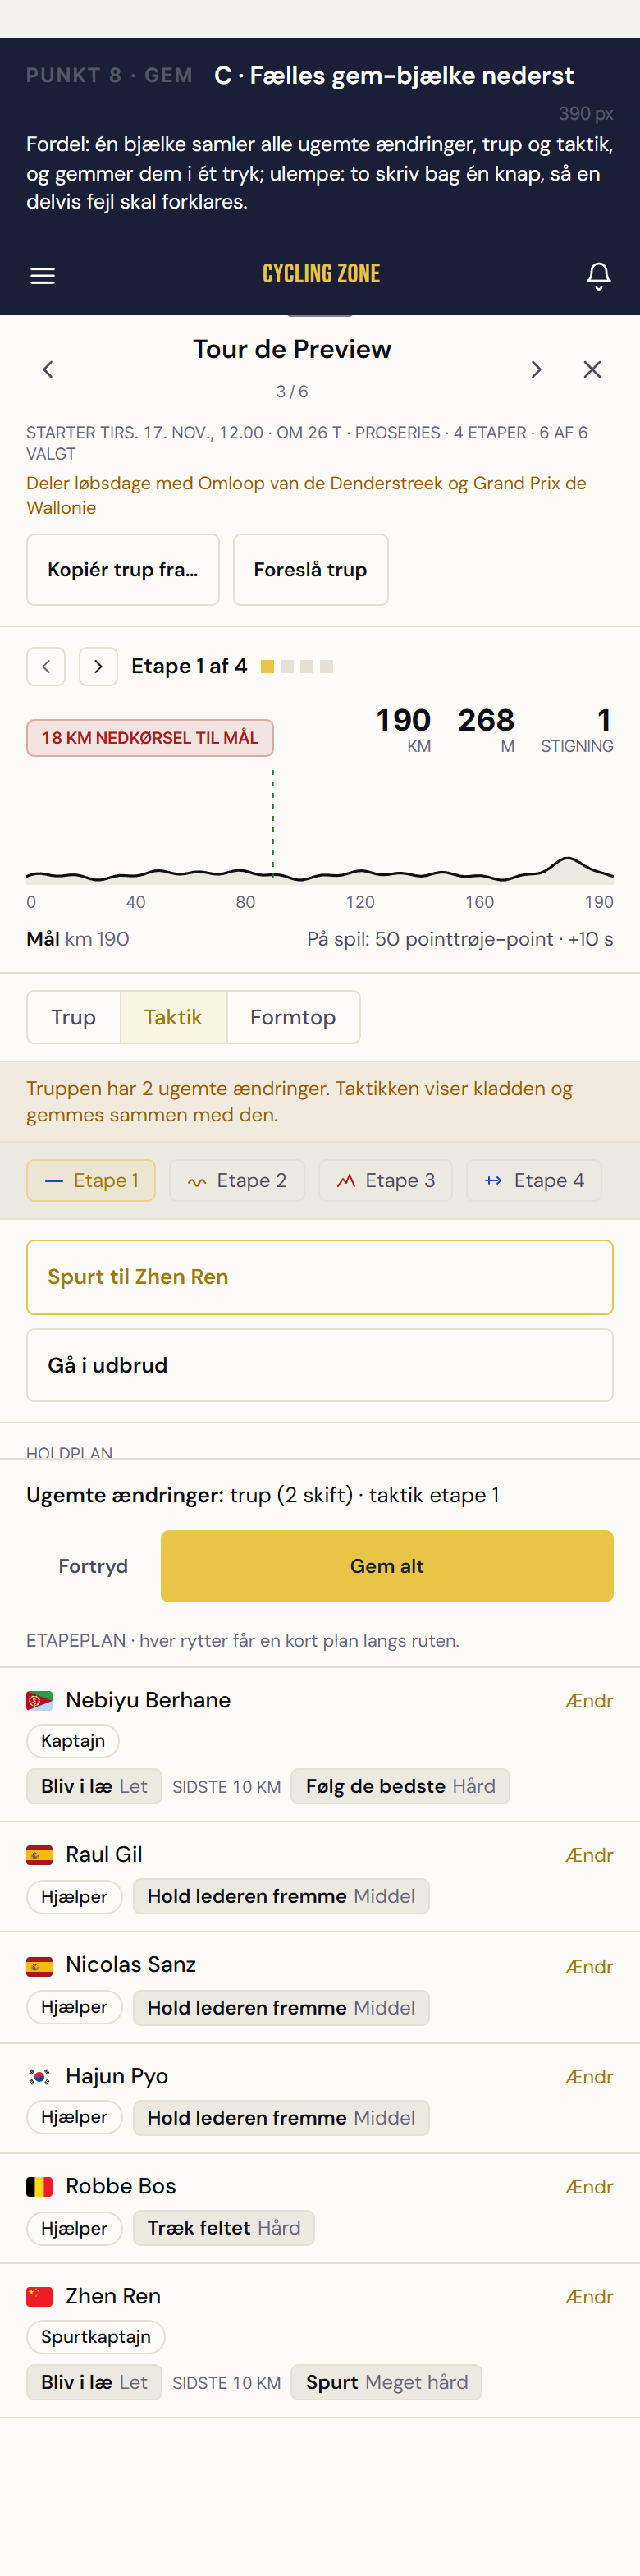 PUNKT 8 · GEM C · Fælles gem-bjælke nederst
390 px
Fordel: én bjælke samler alle ugemte ændringer, trup og taktik,
og gemmer dem i ét tryk; ulempe: to skriv bag én knap, så en
delvis fejl skal forklares.
CYCLING ZONE
Tour de Preview
3 / 6
STARTER TIRS. 17. NOV., 12.00 · OM 26 T · PROSERIES · 4 ETAPER · 6 AF 6
VALGT
Deler løbsdage med Omloop van de Denderstreek og Grand Prix de
Wallonie
Kopiér trup fra... Foreslå trup
Etape 1 af 4
190 268 1
18 KM NEDKØRSEL TIL MÅL KM M STIGNING
0 40 80 120 160 190
Mål km 190 På spil: 50 pointtrøje-point · +10 s
Trup Taktik Formtop
Truppen har 2 ugemte ændringer. Taktikken viser kladden og
gemmes sammen med den.
Etape 1 Etape 2 Etape 3 Etape 4
Spurt til Zhen Ren
Gå i udbrud
HOLDPLAN
Ugemte ændringer: trup (2 skift) · taktik etape 1
Fortryd Gem alt
ETAPEPLAN · hver rytter får en kort plan langs ruten.
Nebiyu Berhane Ændr
Kaptajn
Bliv i læ Let SIDSTE 10 KM Følg de bedste Hård
Raul Gil Ændr
Hjælper Hold lederen fremme Middel
Nicolas Sanz Ændr
Hjælper Hold lederen fremme Middel
Hajun Pyo Ændr
Hjælper Hold lederen fremme Middel
Robbe Bos Ændr
Hjælper Træk feltet Hård
Zhen Ren Ændr
Spurtkaptajn
Bliv i læ Let SIDSTE 10 KM Spurt Meget hård